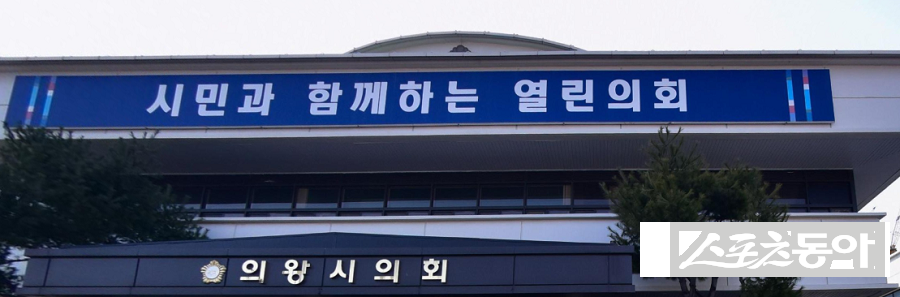 시민과 함께하는 열린의회
의왕시의회
스포츠동아